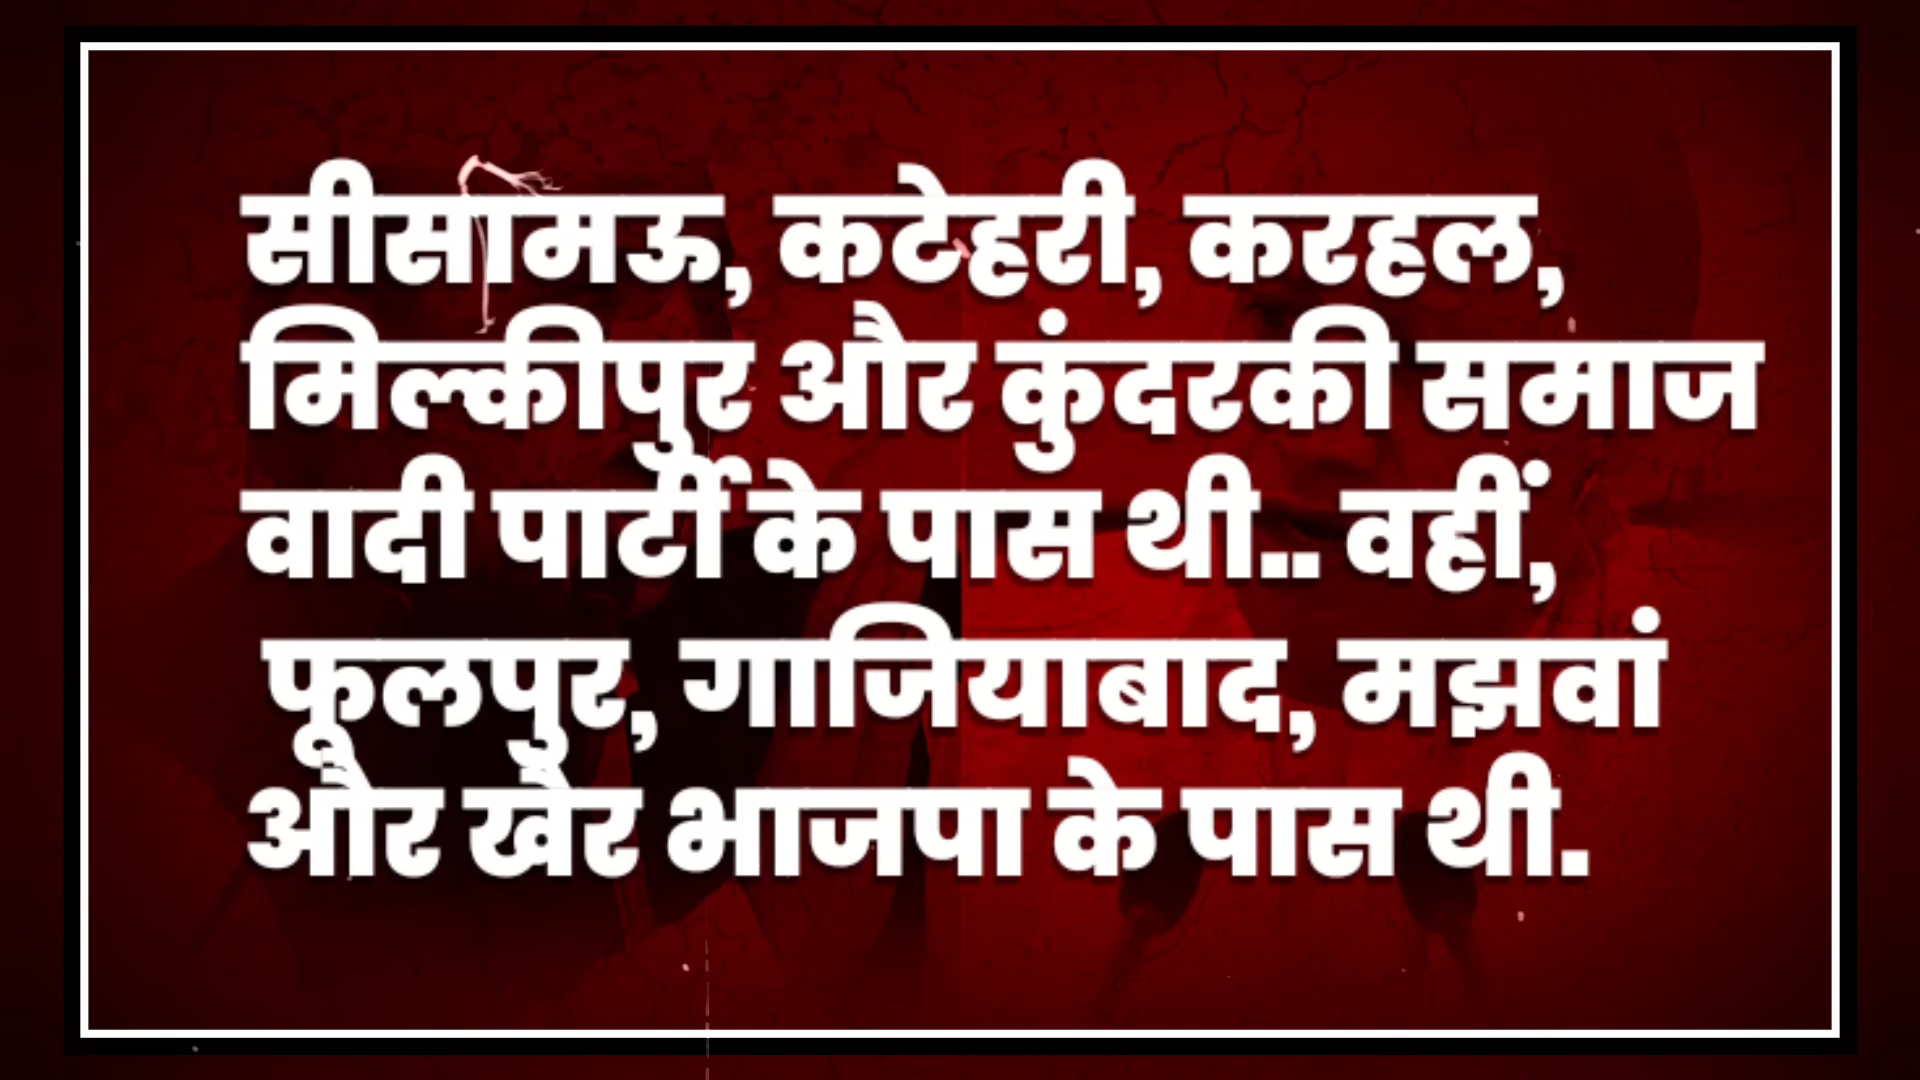 सीसामऊ, कटेहरी, करहल,
मिल्कीपुर और कुंदरकी समाज
वादी पार्टी के पास थी.. वहीं,
फूलपुर, गाजियाबाद, मझवां
और खैर भाजपा के पास थी.